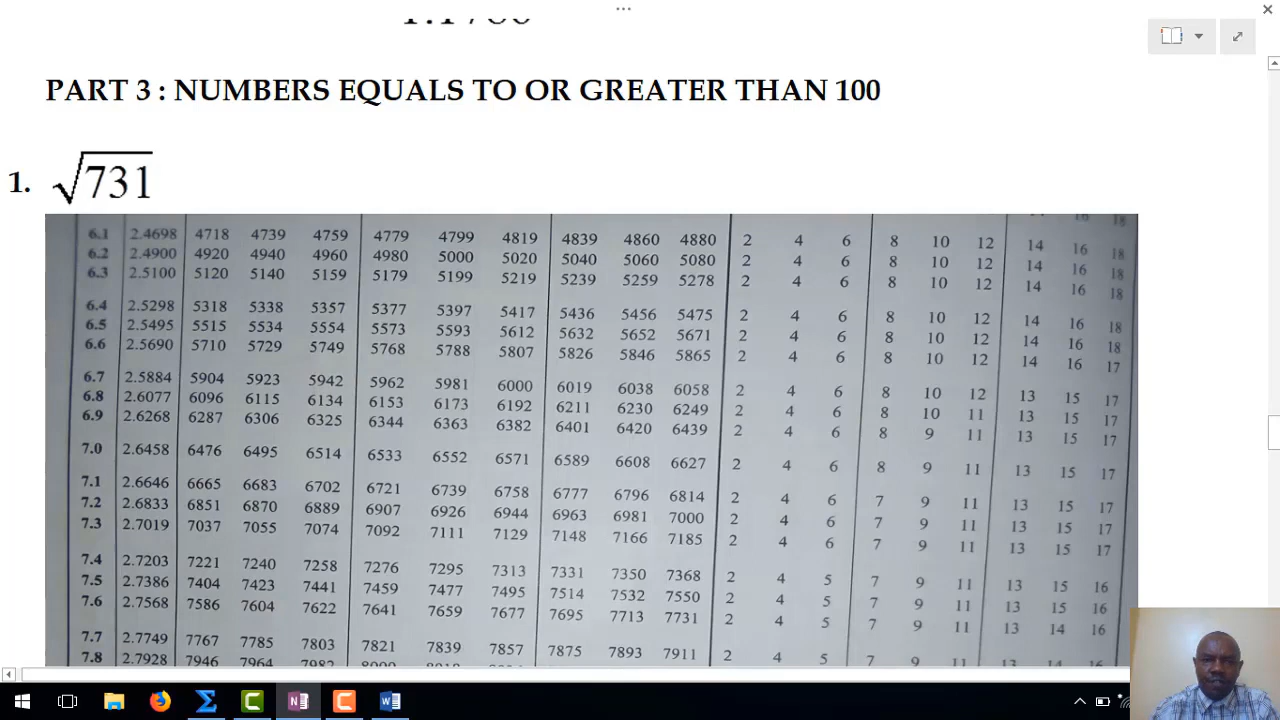 PART 3 : NUMBERS EQUALS TO OR GREATER THAN 100
1. √731
6.1 2.4698 4718 4739 4759 4779 4799 4819 4839 4860 4880 2 4 6 8 10 12 14 16 18
6.2 2.4900 4920 4940 4960 4980 5000 5020 5040 5060 5080 2 4 6 8 10 12 14 16 18
6.3 2.5100 5120 5140 5159 5179 5199 5219 5239 5259 5278 2 4 6 8 10 12 14 16 18
6.4 2.5298 5318 5338 5357 5377 5397 5417 5436 5456 5475 2 4 6 8 10 12 14 16 18
6.5 2.5495 5515 5534 5554 5573 5593 5612 5632 5652 5671 2 4 6 8 10 12 14 16 18
6.6 2.5690 5710 5729 5749 5768 5788 5807 5826 5846 5865 2 4 6 8 10 12 14 16 17
6.7 2.5884 5904 5923 5942 5962 5981 6000 6019 6038 6058 2 4 6 8 10 12 13 15 17
6.8 2.6077 6096 6115 6134 6153 6173 6192 6211 6230 6249 2 4 6 8 10 11 13 15 17
6.9 2.6268 6287 6306 6325 6344 6363 6382 6401 6420 6439 2 4 6 8 9 11 13 15 17
7.0 2.6458 6476 6495 6514 6533 6552 6571 6589 6608 6627 2 4 6 8 9 11 13 15 17
7.1 2.6646 6665 6683 6702 6721 6739 6758 6777 6796 6814 2 4 6 7 9 11 13 15 17
7.2 2.6833 6851 6870 6889 6907 6926 6944 6963 6981 7000 2 4 6 7 9 11 13 15 17
7.3 2.7019 7037 7055 7074 7092 7111 7129 7148 7166 7185 2 4 6 7 9 11 13 15 17
7.4 2.7203 7221 7240 7258 7276 7295 7313 7331 7350 7368 2 4 5 7 9 11 13 15 16
7.5 2.7386 7404 7423 7441 7459 7477 7495 7514 7532 7550 2 4 5 7 9 11 13 15 16
7.6 2.7568 7586 7604 7622 7641 7659 7677 7695 7713 7731 2 4 5 7 9 11 13 14 16
7.7 2.7749 7767 7785 7803 7821 7839 7857 7875 7893 7911 2 4 5 7 9 11 13 14 16
7.8 2.7928 7946 7964